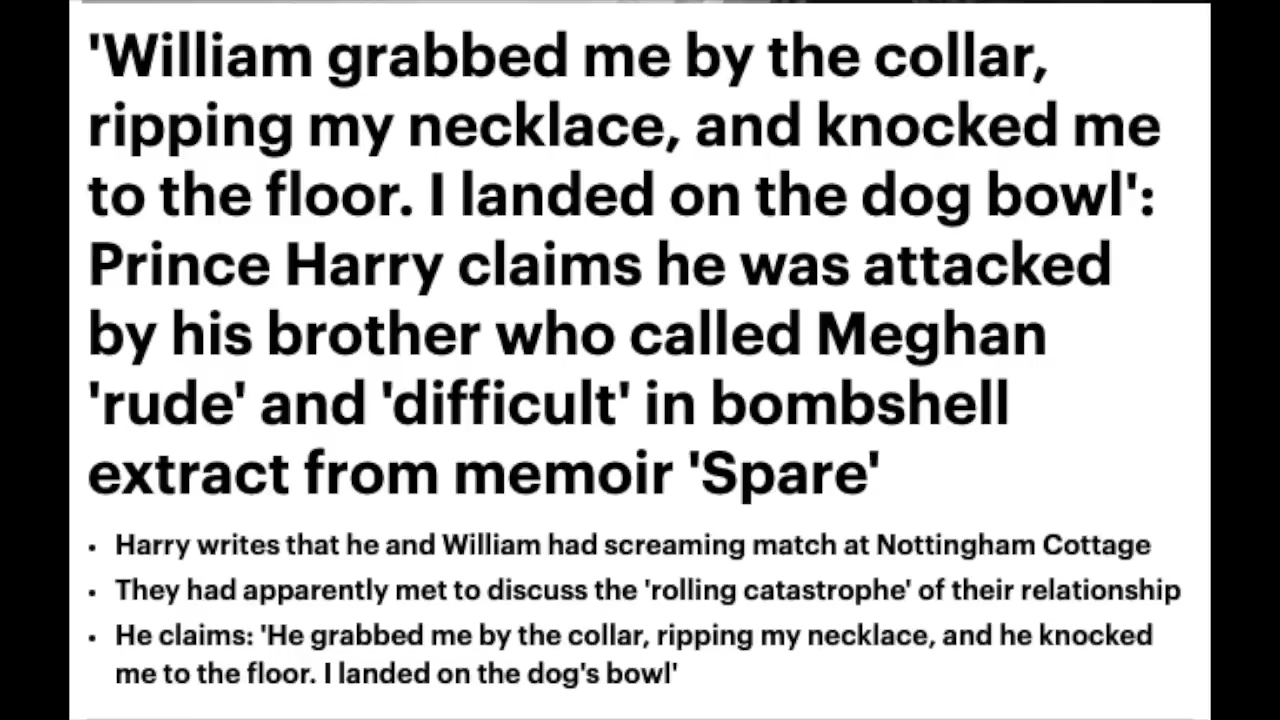 'William grabbed me by the collar,
ripping my necklace, and knocked me
to the floor. I landed on the dog bowl':
Prince Harry claims he was attacked
by his brother who called Meghan
'rude' and 'difficult' in bombshell
extract from memoir 'Spare'
• Harry writes that he and William had screaming match at Nottingham Cottage
• They had apparently met to discuss the 'rolling catastrophe' of their relationship
• He claims: 'He grabbed me by the collar, ripping my necklace, and he knocked
me to the floor. I landed on the dog's bowl'